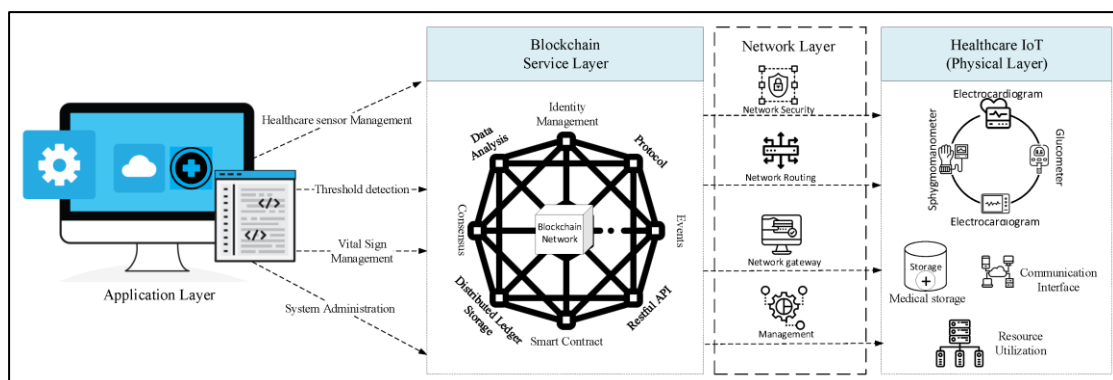 Application Layer
Healthcare sensor Management
Threshold detection
Vital Sign
Management
System Administration
Blockchain
Service Layer
Identity
Management
Data
Analysis
Protocol
Consensus
Blockchain
Network
Events
Distributed Ledger
Storage
Restful API
Smart Contract
Network Layer
Network Security
Network Routing
Network gateway
Management
Healthcare IoT
(Physical Layer)
Electrocardiogram
Sphygmomanometer
Glucometer
Electrocardiogram
Storage
Medical storage
Communication
Interface
Resource
Utilization